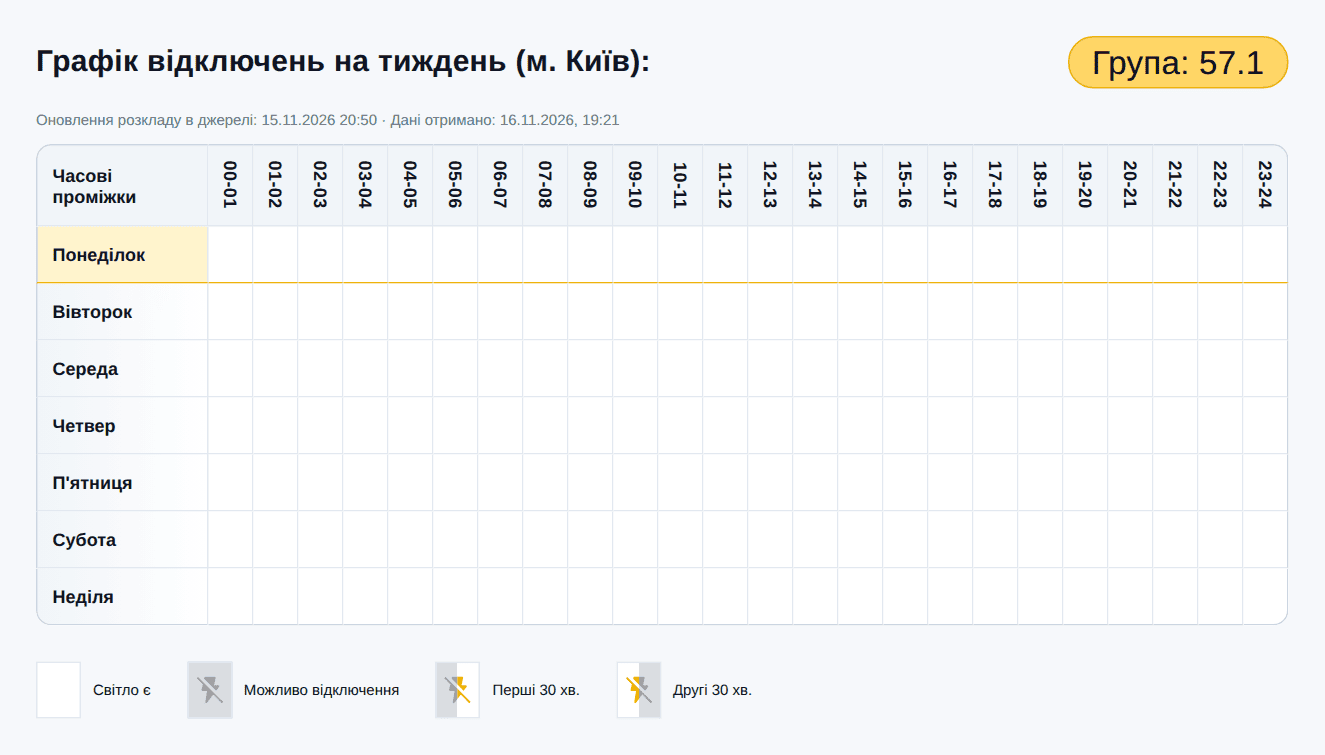 Графік відключень на тиждень (м. Київ):
Група: 57.1
Оновлення розкладу в джерелі: 15.11.2026 20:50 · Дані отримано: 16.11.2026, 19:21
Часові
проміжки
00-01
01-02
02-03
03-04
04-05
05-06
06-07
07-08
08-09
09-10
10-11
11-12
12-13
13-14
14-15
15-16
16-17
17-18
18-19
19-20
20-21
21-22
22-23
23-24
Понеділок
Вівторок
Середа
Четвер
П'ятниця
Субота
Неділя
Світло є
Можливо відключення
Перші 30 хв.
Другі 30 хв.